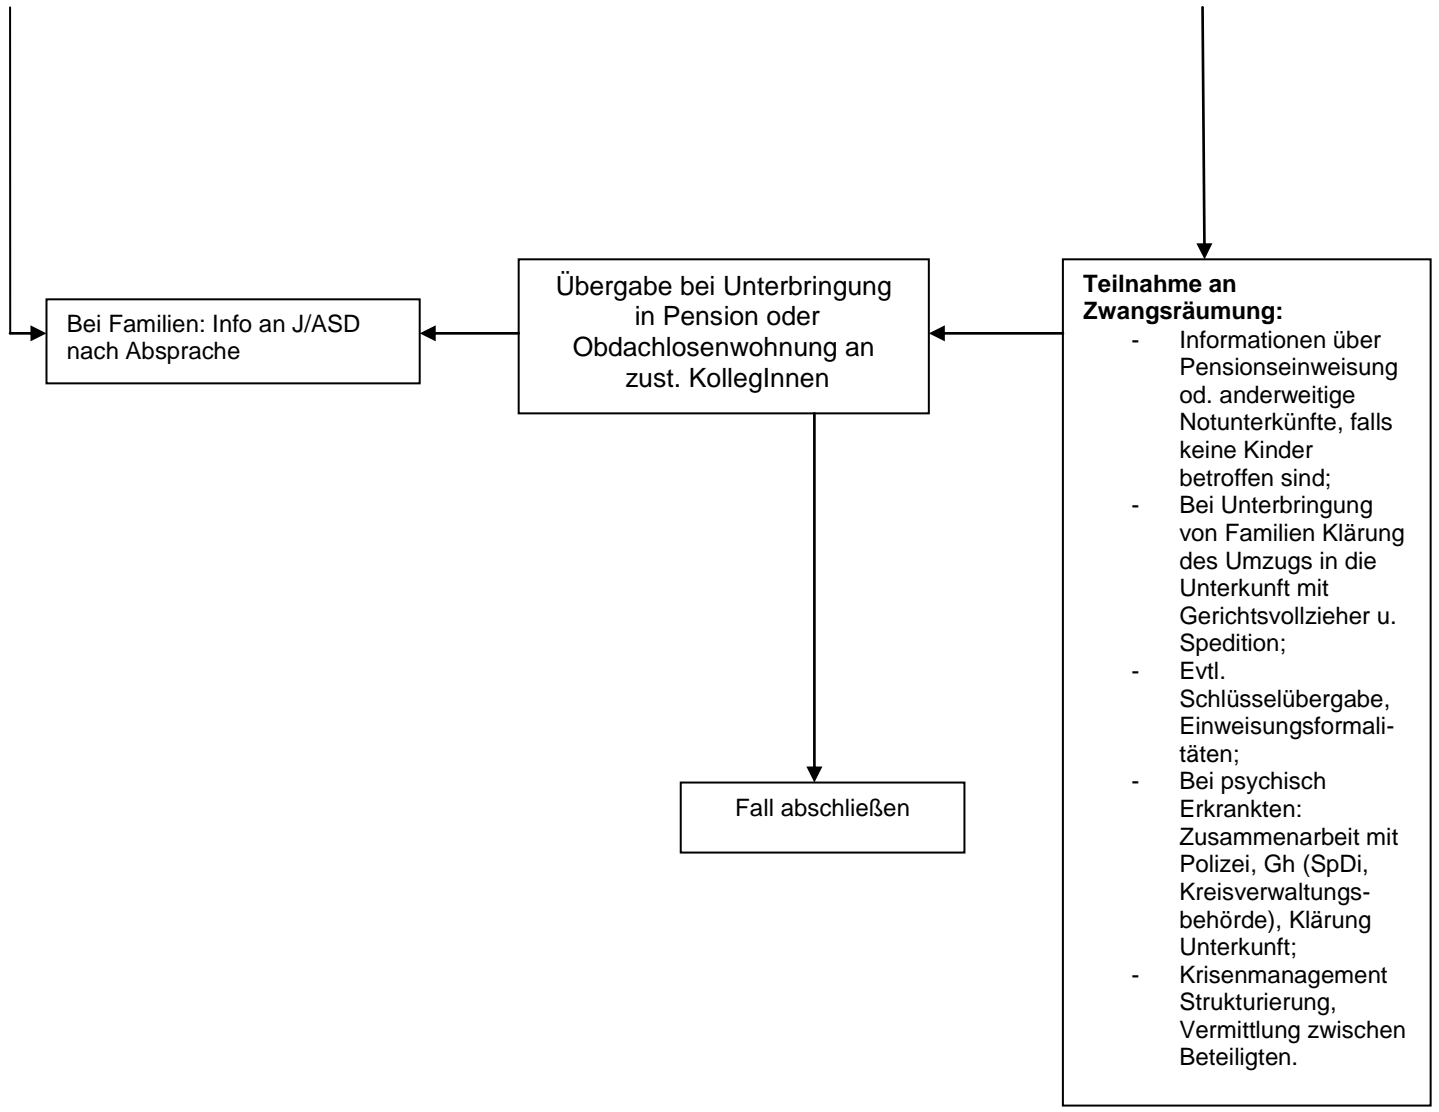 Bei Familien: Info an J/ASD
nach Absprache
Übergabe bei Unterbringung
in Pension oder
Obdachlosenwohnung an
zust. KollegInnen
Fall abschließen
Teilnahme an
Zwangsräumung:
- Informationen über
Pensionseinweisung
od. anderweitige
Notunterkünfte, falls
keine Kinder
betroffen sind;
- Bei Unterbringung
von Familien Klärung
des Umzugs in die
Unterkunft mit
Gerichtsvollzieher u.
Spedition;
- Evtl.
Schlüsselübergabe,
Einweisungsformali-
täten;
- Bei psychisch
Erkrankten:
Zusammenarbeit mit
Polizei, Gh (SpDi,
Kreisverwaltungs-
behörde), Klärung
Unterkunft;
- Krisenmanagement
Strukturierung,
Vermittlung zwischen
Beteiligten.